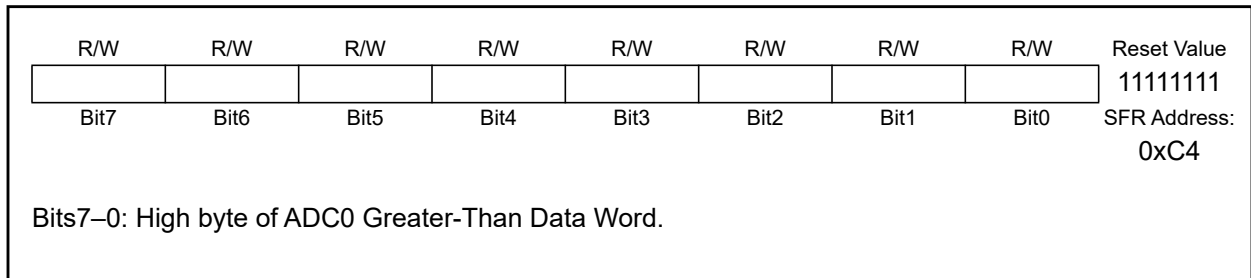 R/W R/W R/W R/W R/W R/W R/W R/W Reset Value
11111111
Bit7 Bit6 Bit5 Bit4 Bit3 Bit2 Bit1 Bit0 SFR Address:
0xC4
Bits7–0: High byte of ADC0 Greater-Than Data Word.